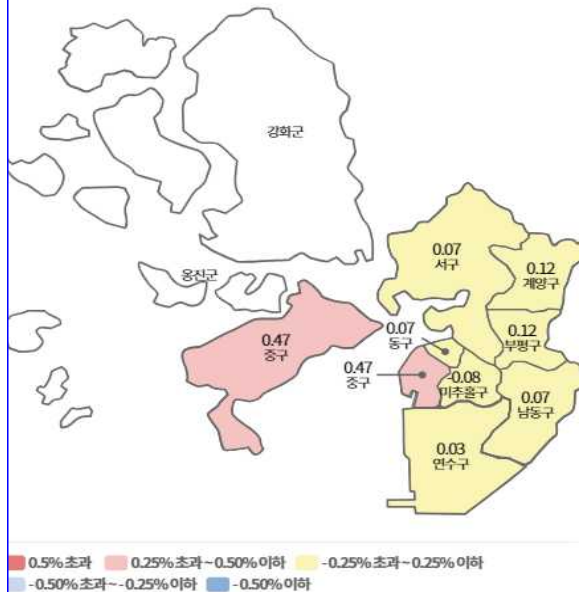 강화군
옹진군
0.07
서구
0.12
계양구
0.47
중구
0.07
동구
0.12
부평구
0.47
중구
-0.08
미추홀구
0.07
남동구
0.03
연수구
0.5% 초과 0.25% 초과 ~ 0.50% 이하 -0.25% 초과 ~ 0.25% 이하
-0.50% 초과 ~ -0.25% 이하 -0.50% 이하